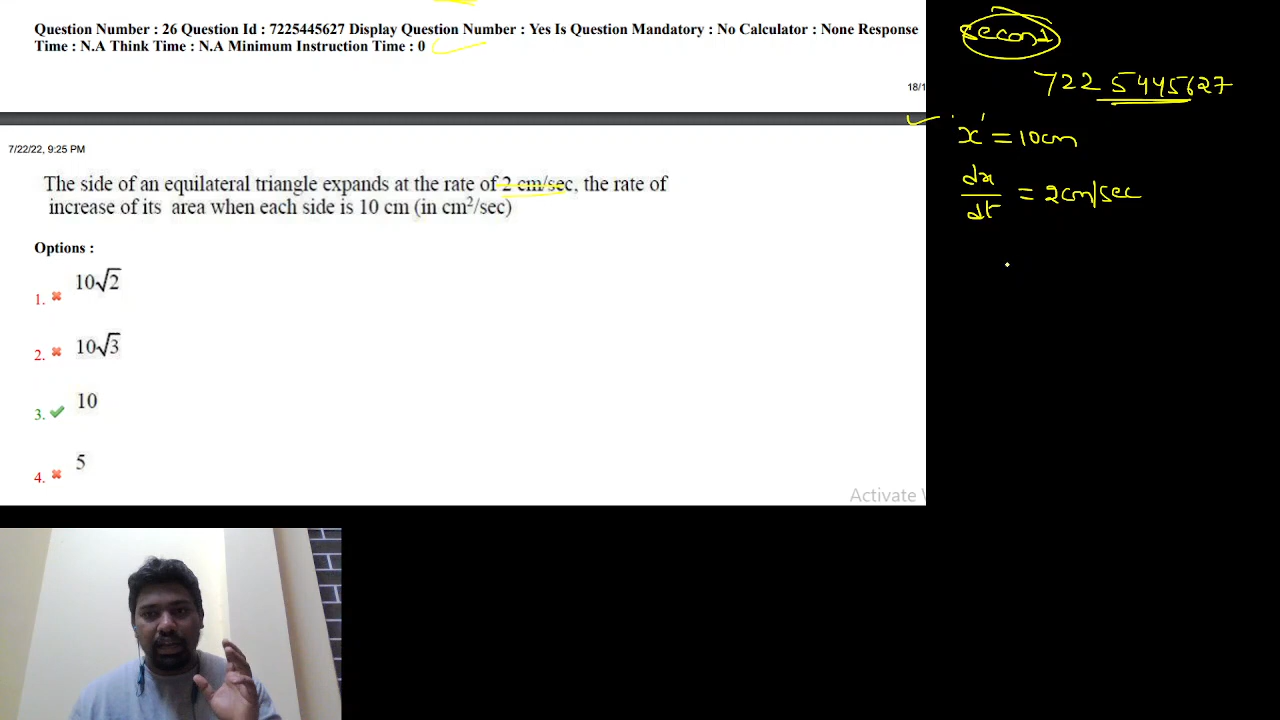 Question Number : 26 Question Id : 7225445627 Display Question Number : Yes Is Question Mandatory : No Calculator : None Response
Time : N.A Think Time : N.A Minimum Instruction Time : 0
18/1
7/22/22, 9:25 PM
The side of an equilateral triangle expands at the rate of 2 cm/sec, the rate of
increase of its area when each side is 10 cm (in cm²/sec)
Options :
1. 10√2
2. 10√3
3. 10
4. 5
Activate
second
7225445627
'x' = 10cm
dx/dt = 2cm/sec